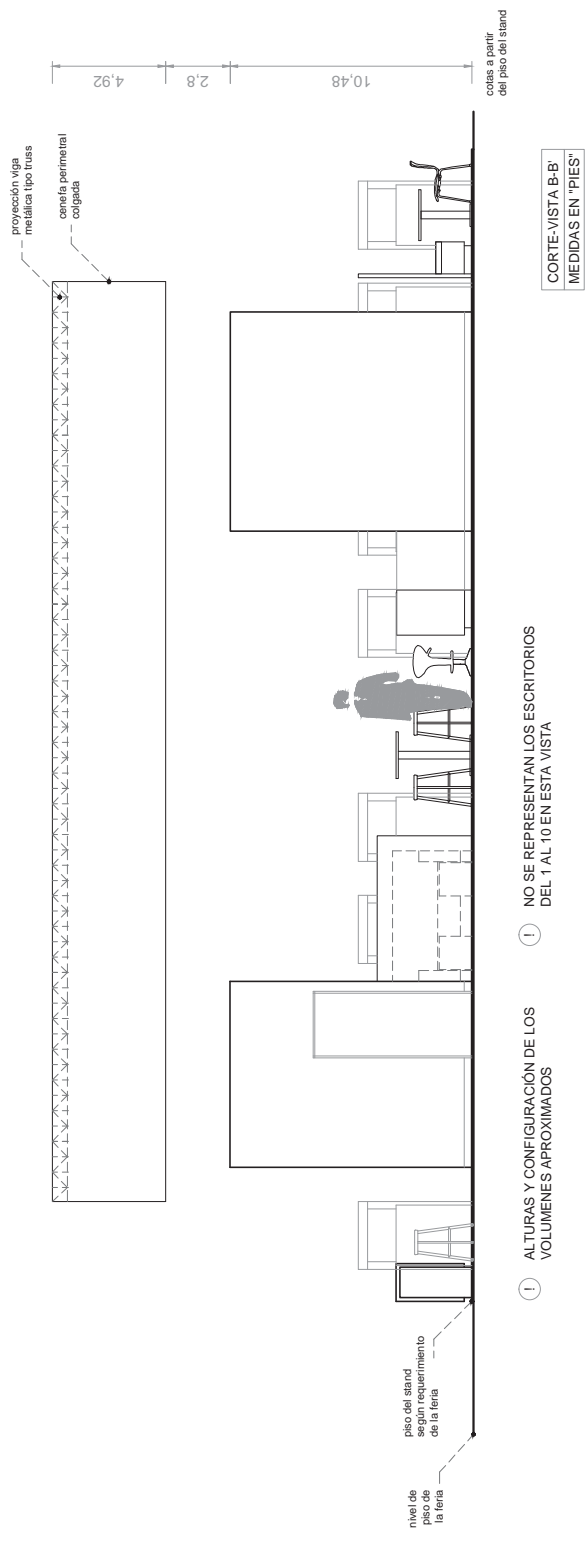 proyección viga
metálica tipo truss
cenefa perimetral
colgada
4,92
2,8
10,48
cotas a partir
del piso del stand
nivel de
piso de
la feria
piso del stand
según requerimiento
de la feria
! ALTURAS Y CONFIGURACIÓN DE LOS
VOLUMENES APROXIMADOS
! NO SE REPRESENTAN LOS ESCRITORIOS
DEL 1 AL 10 EN ESTA VISTA
CORTE-VISTA B-B'
MEDIDAS EN "PIES"